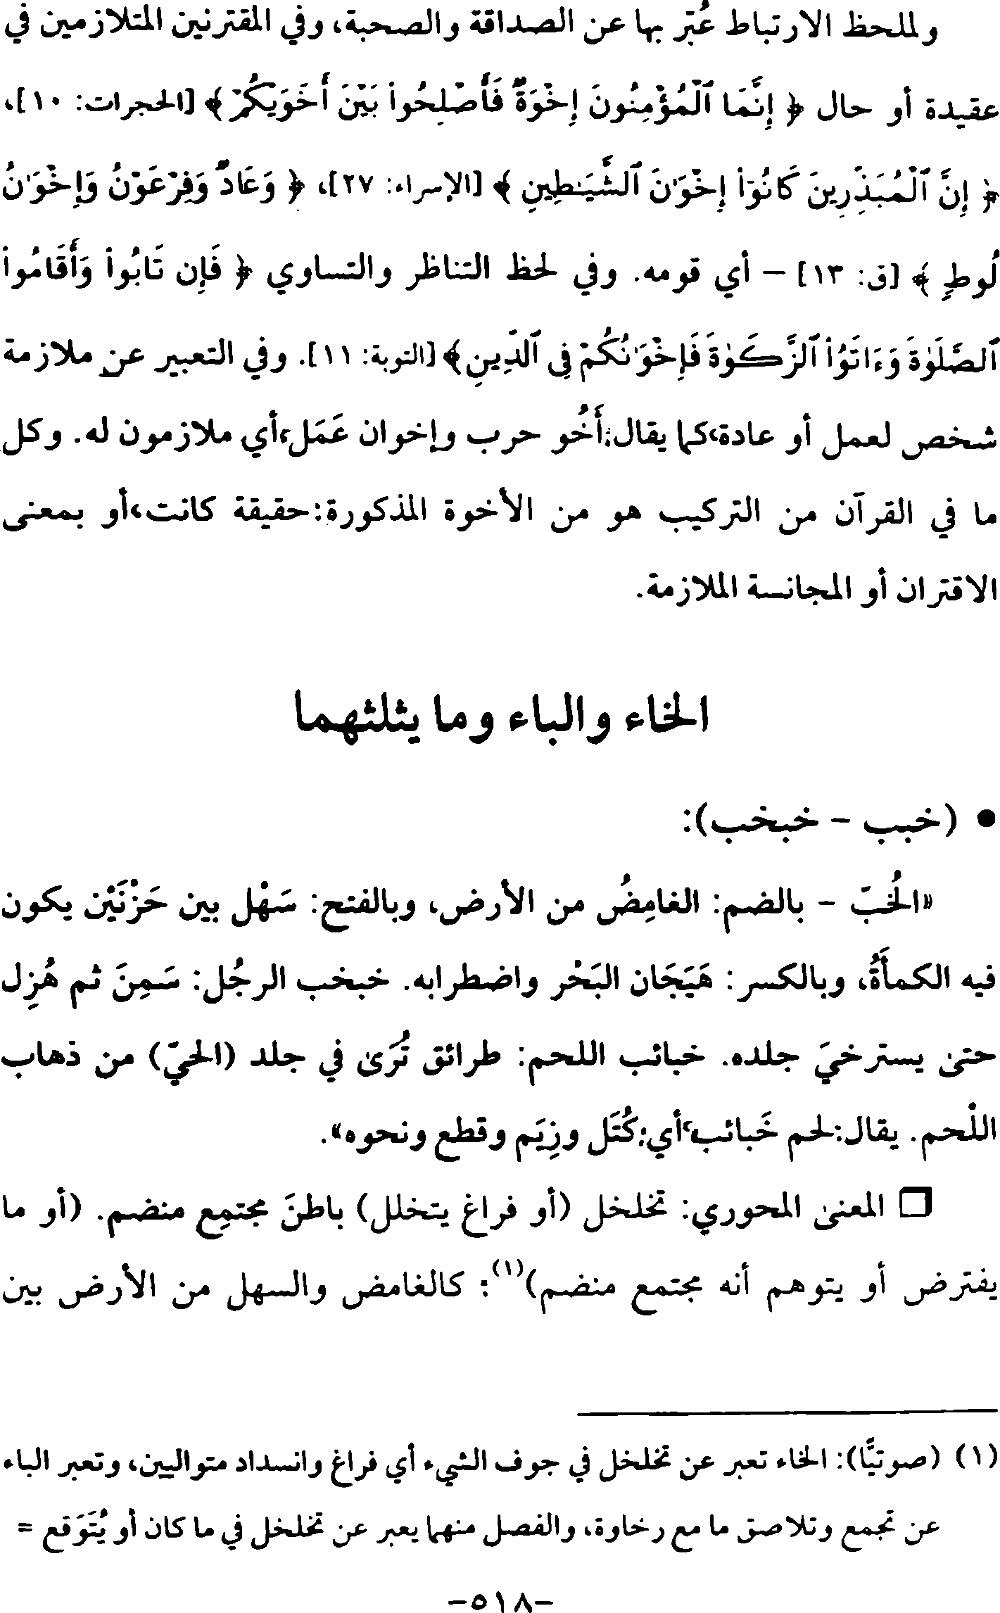 وللحظ الارتباط عُبِّر بها عن الصداقة والصحبة، وفي المقترنين المتلازمين في
عقيدة أو حال ﴿ إِنَّمَا ٱلْمُؤْمِنُونَ إِخْوَةٌ فَأَصْلِحُوا۟ بَيْنَ أَخَوَيْكُمْ ﴾ [الحجرات: ١٠]،
﴿ إِنَّ ٱلْمُبَذِّرِينَ كَانُوٓا۟ إِخْوَٰنَ ٱلشَّيَـٰطِينِ ﴾ [الإسراء: ٢٧]، ﴿ وَعَادٌ وَفِرْعَوْنُ وَإِخْوَٰنُ
لُوطٍ ﴾ [ق: ١٣] – أي قومه. وفي لحظ التناظر والتساوي ﴿ فَإِن تَابُوا۟ وَأَقَامُوا۟
ٱلصَّلَوٰةَ وَءَاتَوُا۟ ٱلزَّكَوٰةَ فَإِخْوَٰنُكُمْ فِى ٱلدِّينِ ﴾ [التوبة: ١١]. وفي التعبير عن ملازمة
شخص لعمل أو عادة، كما يقال: أَخُو حرب وإخوان عَمَل، أي ملازمون له. وكل
ما في القرآن من التركيب هو من الأخوة المذكورة: حقيقة كانت، أو بمعنى
الاقتران أو المجانسة الملازمة.
الخاء والباء وما يثلثهما
• (خبب – خبخب):
«الخُبّ – بالضم: الغامِضُ من الأرض، وبالفتح: سَهْل بين حَزْنَيْن يكون
فيه الكمأَةُ، وبالكسر: هَيَجَان البَحْر واضطرابه. خبخب الرجُل: سَمِنَ ثم هُزِل
حتىٰ يسترخيَ جلده. خبائب اللحم: طرائق تُرَىٰ في جلد (الحيّ) من ذهاب
اللّحم. يقال: لحم خَبائب، أي: كُتَل وزِيَم وقطع ونحوه».
□ المعنىٰ المحوري: تخلخل (أو فراغ يتخلل) باطنَ مجتمِع منضم. (أو ما
يفترض أو يتوهم أنه مجتمع منضم)(١): كالغامض والسهل من الأرض بين
(١) (صوتيًّا): الخاء تعبر عن تخلخل في جوف الشيء أي فراغ وانسداد متواليين، وتعبر الباء
عن تجمع وتلاصق ما مع رخاوة، والفصل منهما يعبر عن تخلخل في ما كان أو يُتَوَقع =
-٥١٨-